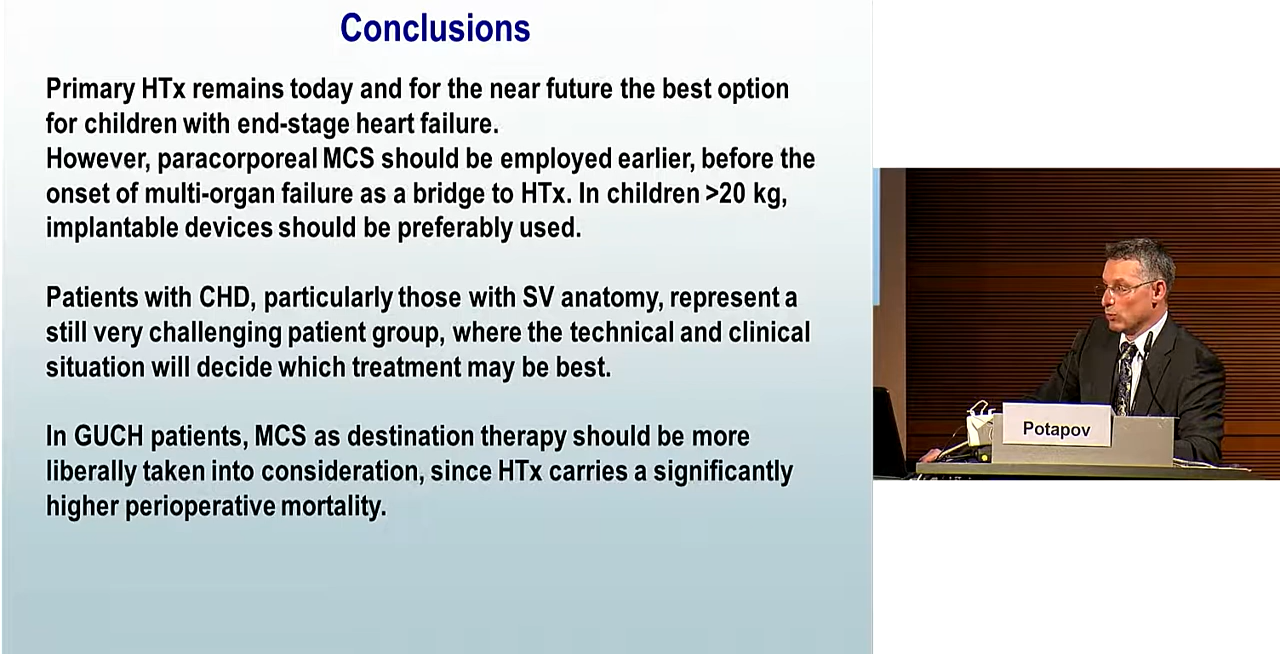 Conclusions
Primary HTx remains today and for the near future the best option
for children with end-stage heart failure.
However, paracorporeal MCS should be employed earlier, before the
onset of multi-organ failure as a bridge to HTx. In children >20 kg,
implantable devices should be preferably used.
Patients with CHD, particularly those with SV anatomy, represent a
still very challenging patient group, where the technical and clinical
situation will decide which treatment may be best.
In GUCH patients, MCS as destination therapy should be more
liberally taken into consideration, since HTx carries a significantly
higher perioperative mortality.
Potapov